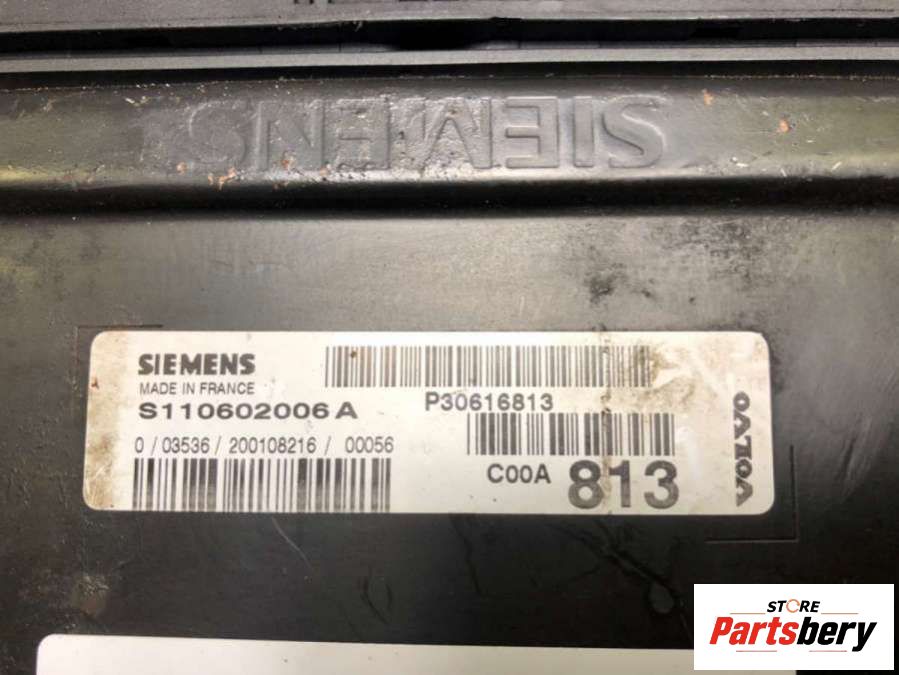 SIEMENS
SIEMENS
MADE IN FRANCE
S110602006 A
P30616813
0 / 03536 / 200108216 / 00056
C00A 813
VOLVO
STORE
Partsbery